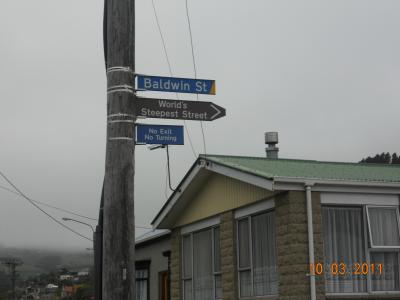 Baldwin St
World's
Steepest Street
No Exit
No Turning
10.03.2011